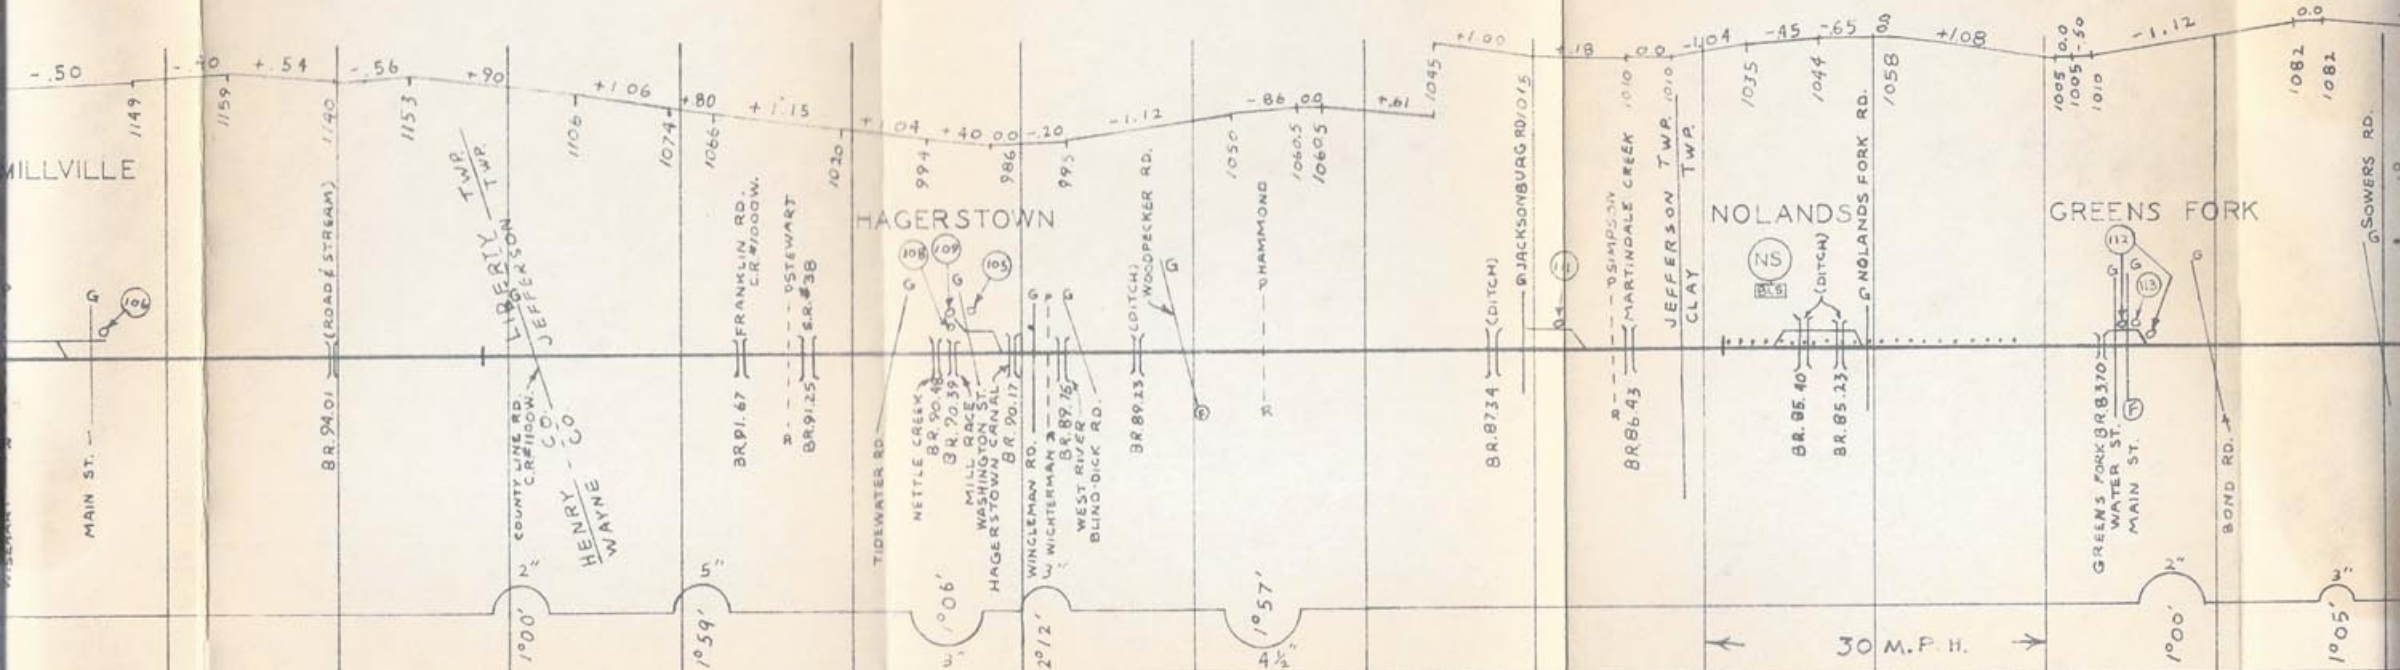 -.50
+.54
-.56
+90
+1.06
+80
+1.15
+1.04
+40
0.0
-.20
-1.12
-86
0.0
+.61
+1.00
+.18
0.0
-1.04
-.45
-.65
0.0
+1.08
0.0
-.50
-1.12
0.0
1149
1159
1140
1153
1106
1074
1066
1020
994
986
995
1050
1060.5
1060.5
1045
1015
1010
1010
1035
1044
1058
1005
1005
1010
1082
1082
MILLVILLE
HAGERSTOWN
NOLANDS
GREENS FORK
MAIN ST.
G
BR. 94.01
(ROAD & STREAM)
LIBERTY TWP.
JEFFERSON TWP.
COUNTY LINE RD.
C.R.#1100W.
HENRY CO.
WAYNE CO.
BR.91.67
FRANKLIN RD.
C.R.#1000W.
STEWART
BR.91.25
S.R.#38
TIDEWATER RD.
G
NETTLE CREEK
BR. 90.48
BR. 90.39
MILL RACE
WASHINGTON ST.
G
HAGERSTOWN CANAL
BR. 90.17
WINGLEMAN RD.
G
W. WICHTERMAN
BR. 89.75
WEST RIVER
BLIND-DICK RD.
G
109
105
BR.89.23
(DITCH)
WOODPECKER RD.
G
HAMMOND
BR.87.34
(DITCH)
G JACKSONBURG RD.
SIMPSON
BR.86.43
MARTINDALE CREEK
JEFFERSON TWP.
CLAY TWP.
NS
BLS
BR. 85.40
(DITCH)
BR. 85.23
G NOLANDS FORK RD.
112
113
GREENS FORK BR.83.70
WATER ST.
G
MAIN ST.
G
F
BOND RD.
G
G SOWERS RD.
2"
1°00'
5"
1°59'
1°06'
3"
2°12'
1°57'
4½"
30 M.P.H.
2"
1°00'
3"
1°05'